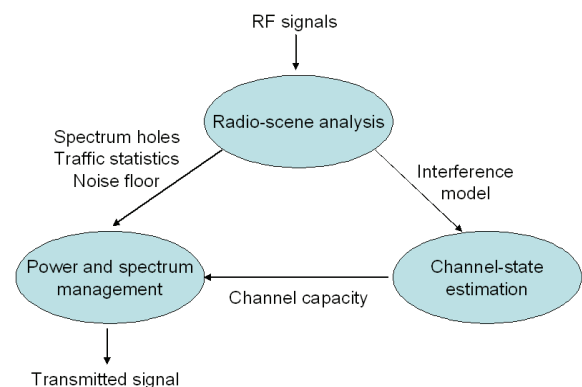 RF signals
Radio-scene analysis
Spectrum holes
Traffic statistics
Noise floor
Interference
model
Power and spectrum
management
Channel-state
estimation
Channel capacity
Transmitted signal